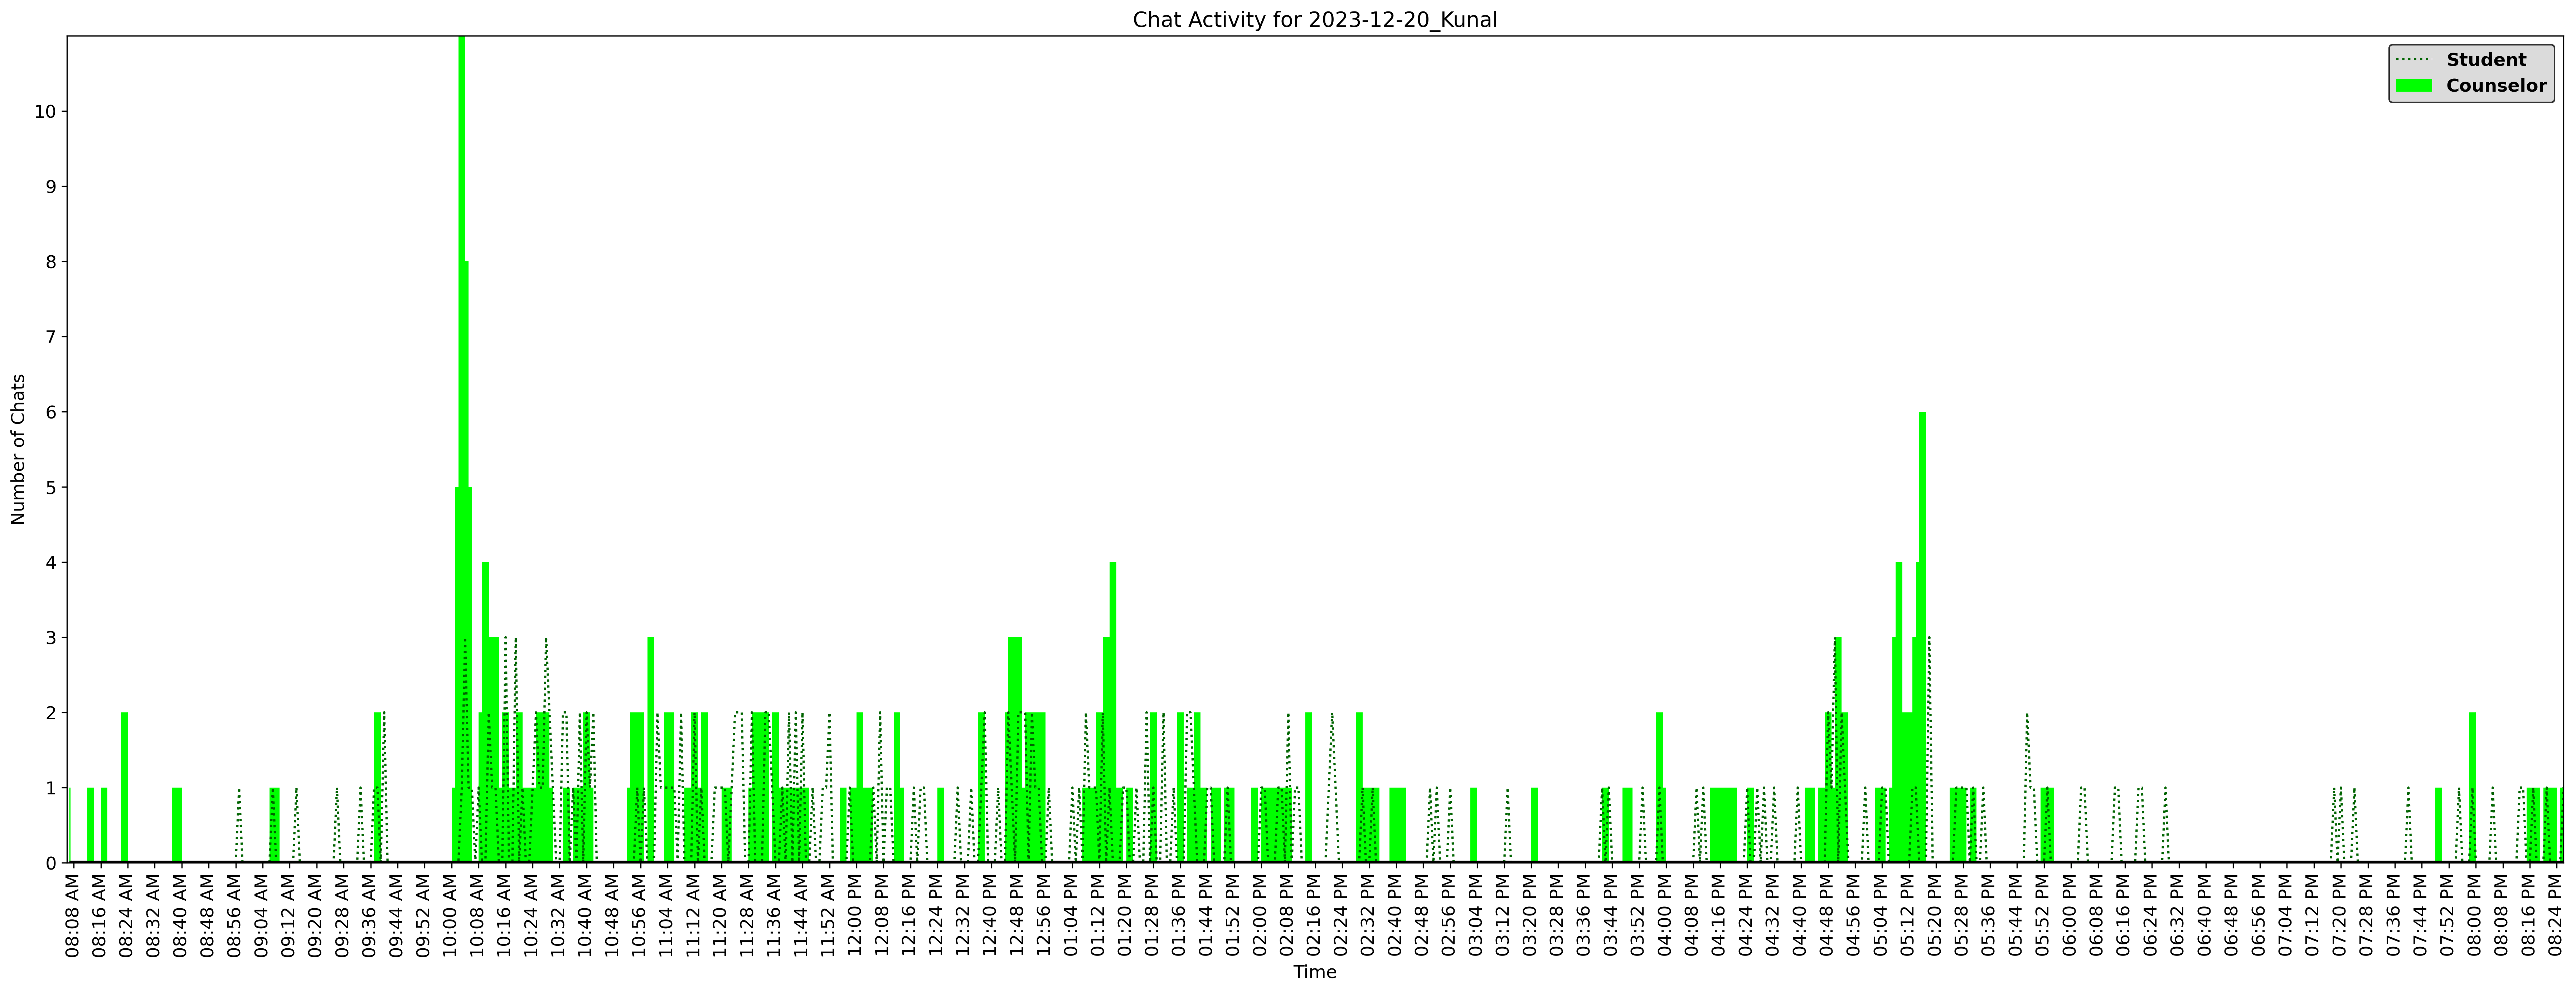 Chat Activity for 2023-12-20_Kunal
Student
Counselor
Number of Chats
10
9
8
7
6
5
4
3
2
1
0
08:08 AM
08:16 AM
08:24 AM
08:32 AM
08:40 AM
08:48 AM
08:56 AM
09:04 AM
09:12 AM
09:20 AM
09:28 AM
09:36 AM
09:44 AM
09:52 AM
10:00 AM
10:08 AM
10:16 AM
10:24 AM
10:32 AM
10:40 AM
10:48 AM
10:56 AM
11:04 AM
11:12 AM
11:20 AM
11:28 AM
11:36 AM
11:44 AM
11:52 AM
12:00 PM
12:08 PM
12:16 PM
12:24 PM
12:32 PM
12:40 PM
12:48 PM
12:56 PM
01:04 PM
01:12 PM
01:20 PM
01:28 PM
01:36 PM
01:44 PM
01:52 PM
02:00 PM
02:08 PM
02:16 PM
02:24 PM
02:32 PM
02:40 PM
02:48 PM
02:56 PM
03:04 PM
03:12 PM
03:20 PM
03:28 PM
03:36 PM
03:44 PM
03:52 PM
04:00 PM
04:08 PM
04:16 PM
04:24 PM
04:32 PM
04:40 PM
04:48 PM
04:56 PM
05:04 PM
05:12 PM
05:20 PM
05:28 PM
05:36 PM
05:44 PM
05:52 PM
06:00 PM
06:08 PM
06:16 PM
06:24 PM
06:32 PM
06:40 PM
06:48 PM
06:56 PM
07:04 PM
07:12 PM
07:20 PM
07:28 PM
07:36 PM
07:44 PM
07:52 PM
08:00 PM
08:08 PM
08:16 PM
08:24 PM
Time